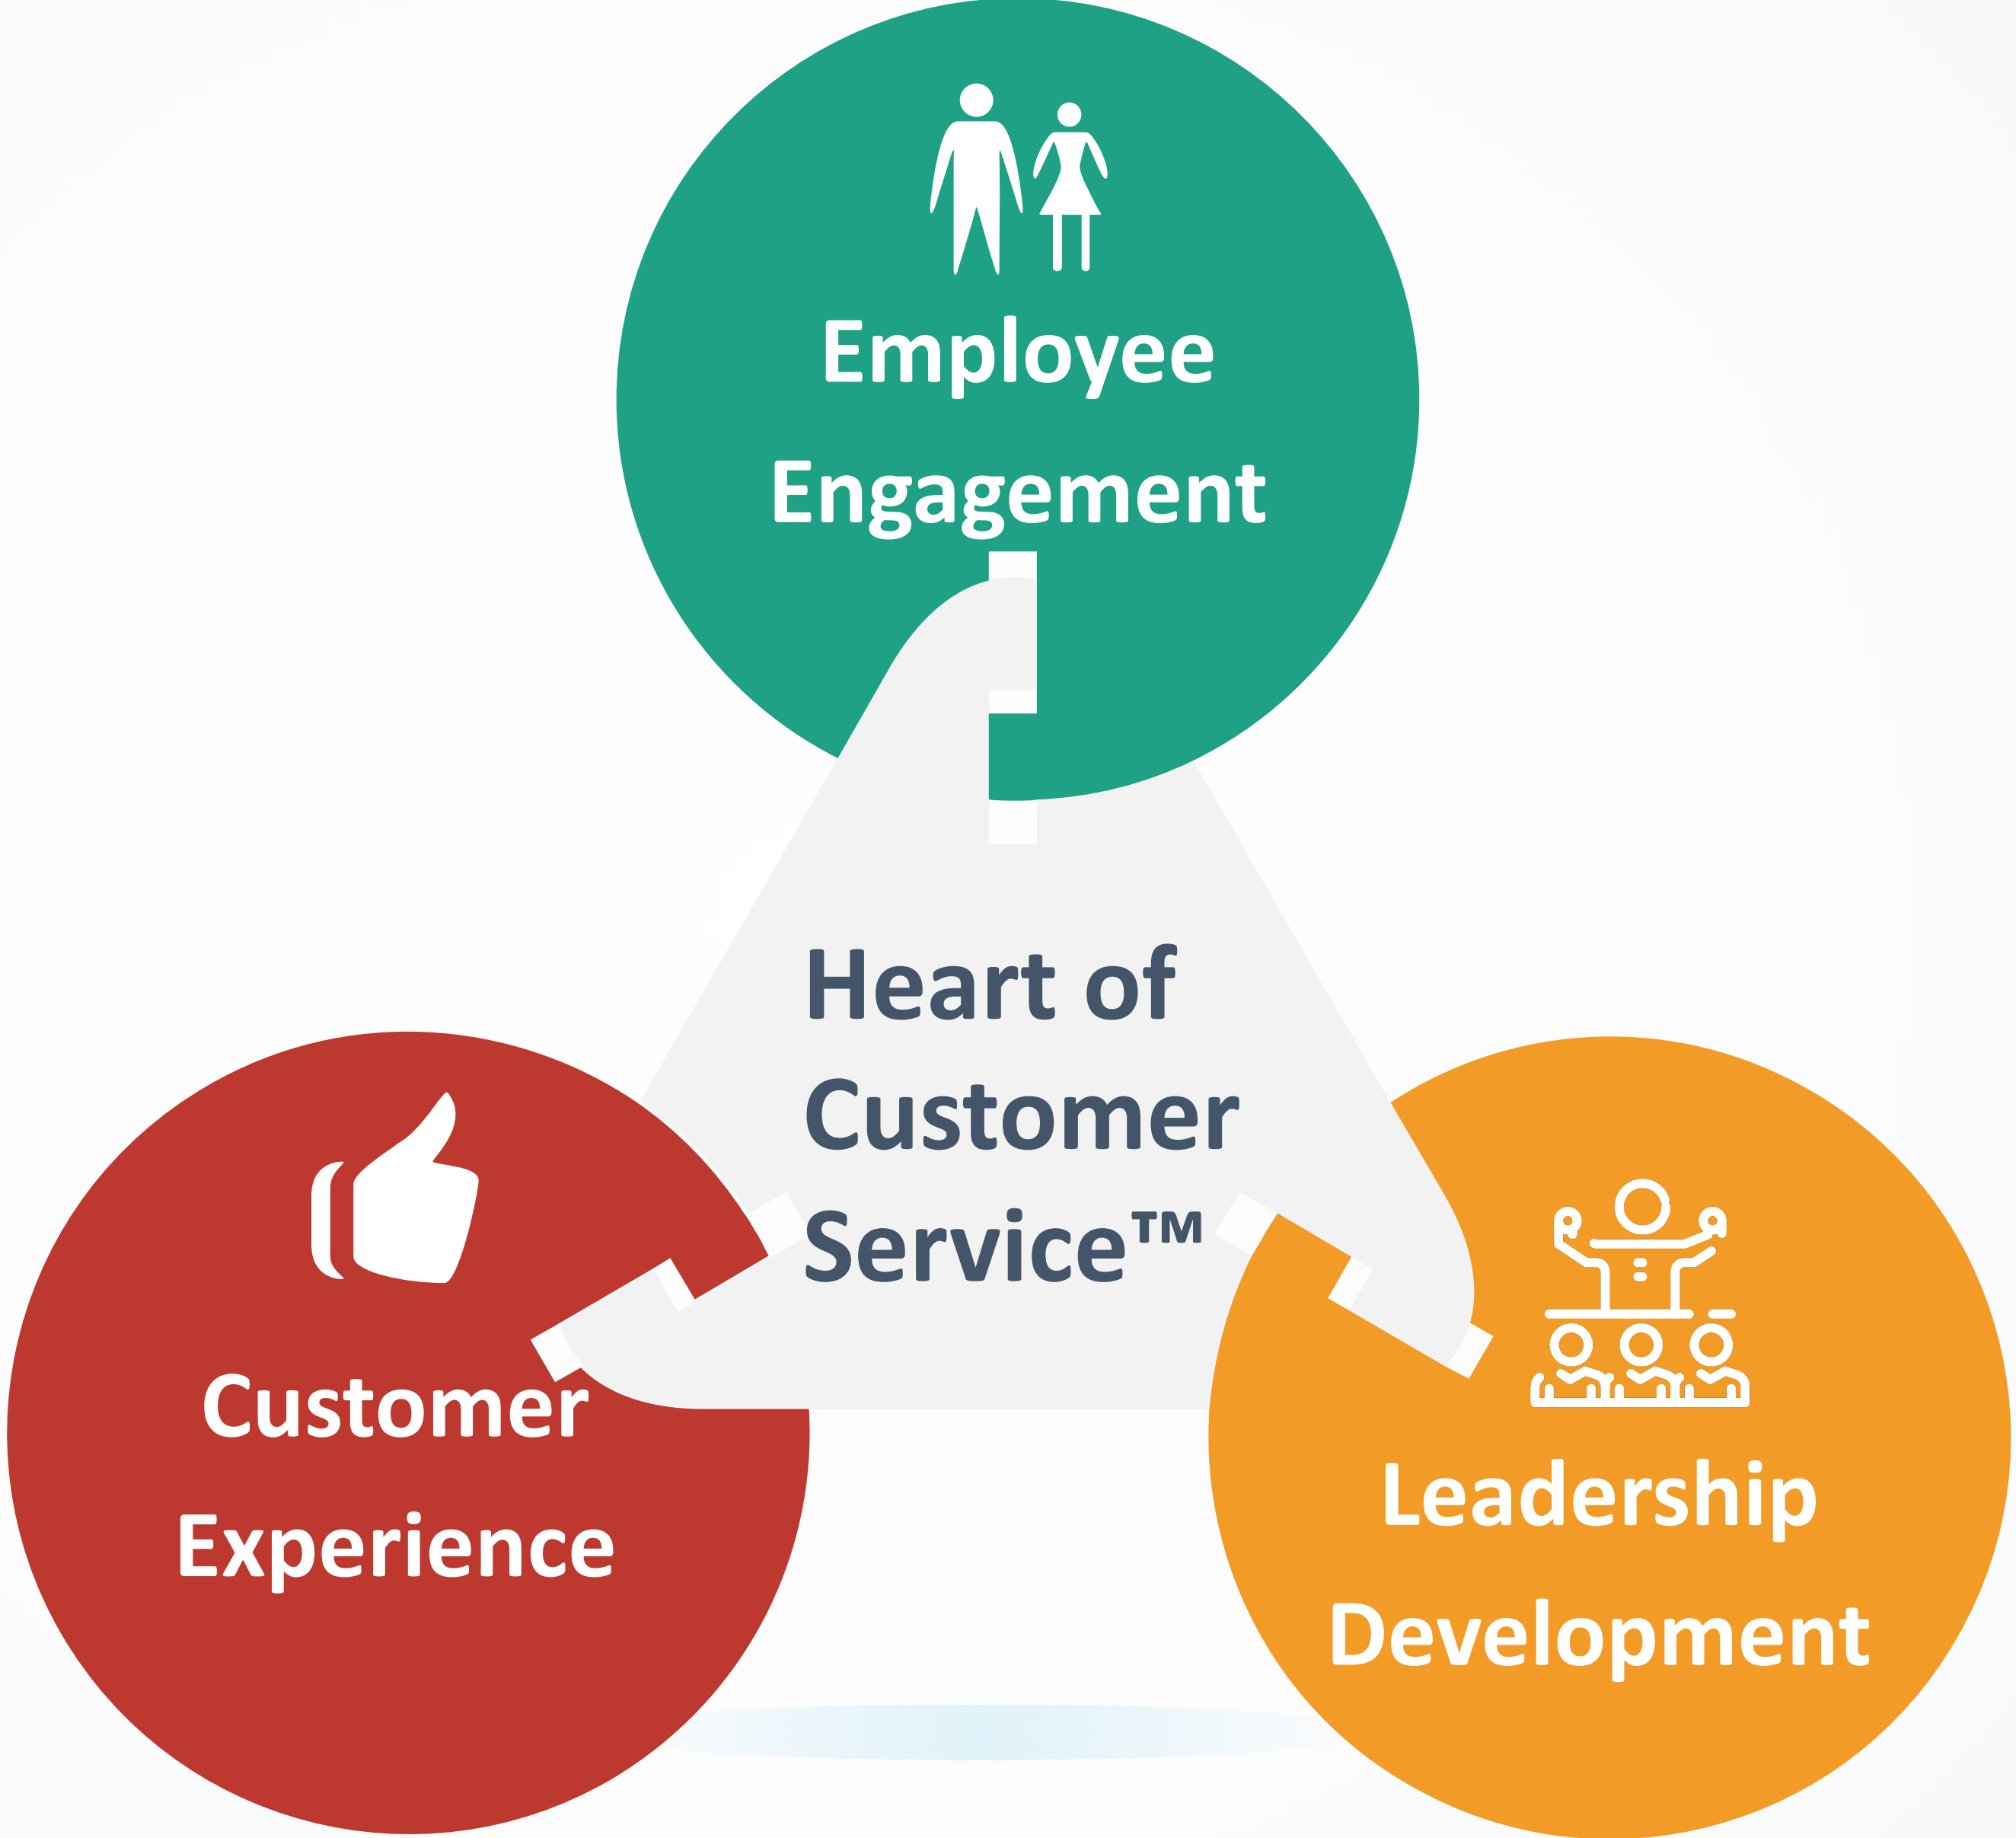 Employee
Engagement
Heart of
Customer
Service™
Customer
Experience
Leadership
Development